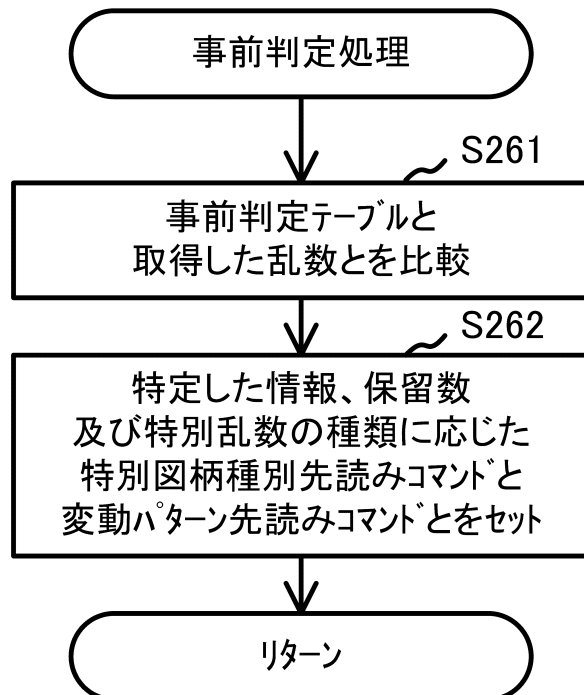 事前判定処理
S261
事前判定ﾃｰﾌﾞﾙと
取得した乱数とを比較
S262
特定した情報、保留数
及び特別乱数の種類に応じた
特別図柄種別先読みｺﾏﾝﾄﾞと
変動ﾊﾟﾀｰﾝ先読みｺﾏﾝﾄﾞとをｾｯﾄ
ﾘﾀｰﾝ